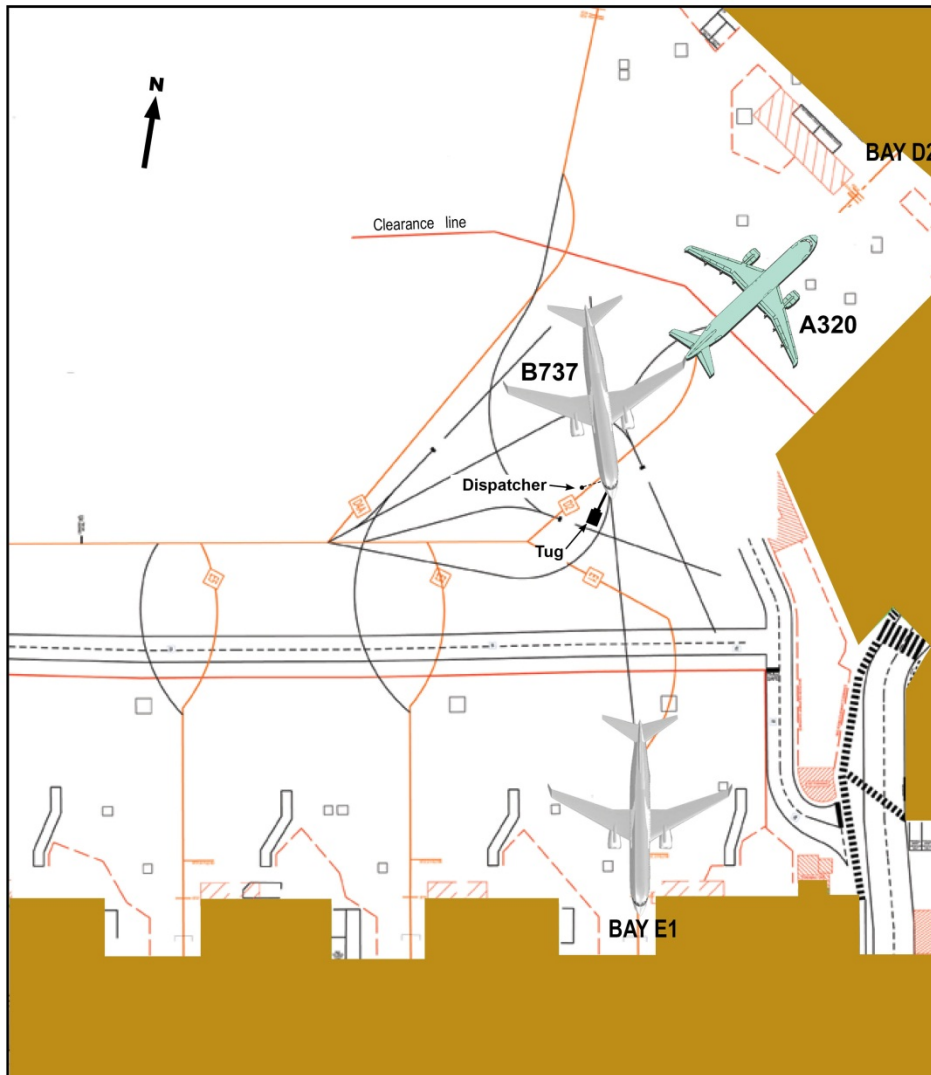 N
BAY D2
Clearance line
A320
B737
Dispatcher
Tug
BAY E1